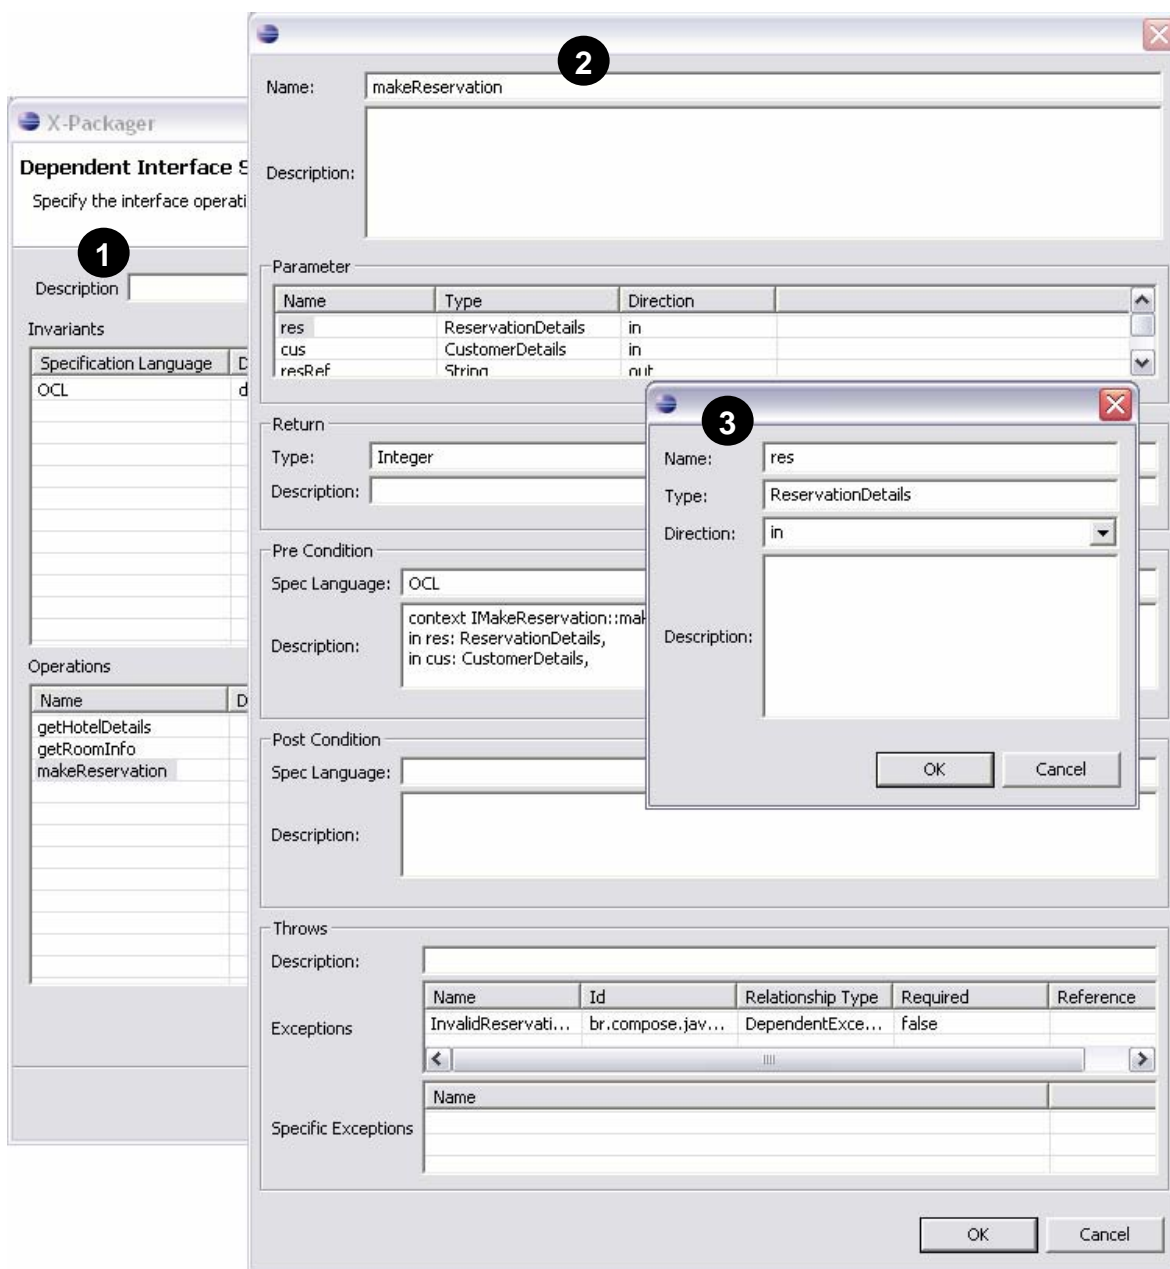 X-Packager
Dependent Interface S
Specify the interface operati
1
Description
Invariants
Specification Language D
OCL d
Operations
Name D
getHotelDetails
getRoomInfo
makeReservation
2
Name: makeReservation
Description:
Parameter
Name Type Direction
res ReservationDetails in
cus CustomerDetails in
resRef String out
Return
Type: Integer
Description:
Pre Condition
Spec Language: OCL
Description:
context IMakeReservation::mak
in res: ReservationDetails,
in cus: CustomerDetails,
Post Condition
Spec Language:
Description:
Throws
Description:
Exceptions
Name Id Relationship Type Required Reference
InvalidReservati... br.compose.jav... DependentExce... false
Specific Exceptions
Name
OK Cancel
3
Name: res
Type: ReservationDetails
Direction: in
Description:
OK Cancel